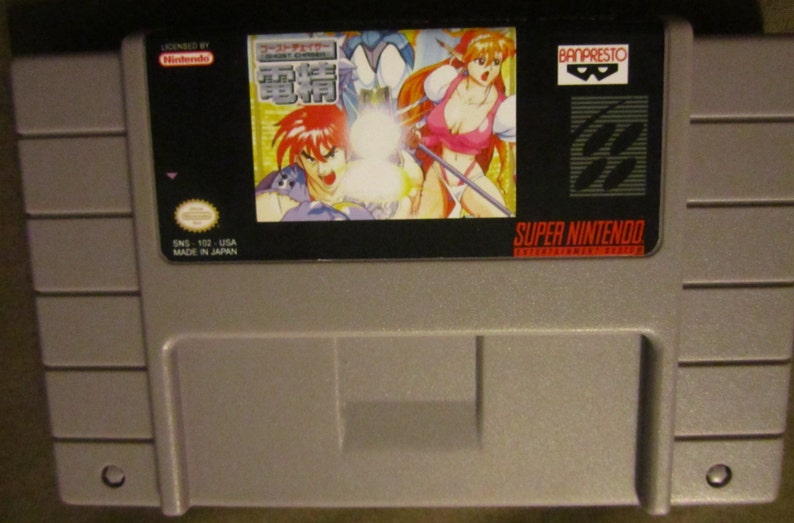 LICENSED BY
Nintendo
ゴーストチェイサー
GHOST CHASER
電精
BANPRESTO
SNS - 102 - USA
MADE IN JAPAN
SUPER NINTENDO
ENTERTAINMENT SYSTEM